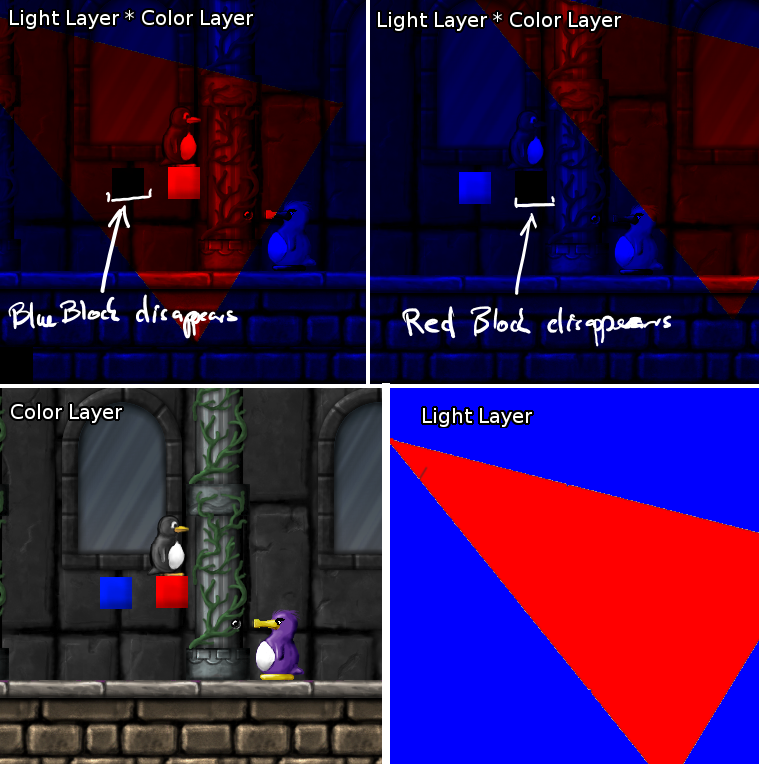 Light Layer * Color Layer
Light Layer * Color Layer
Blue Block disappears
Red Block disappears
Color Layer
Light Layer